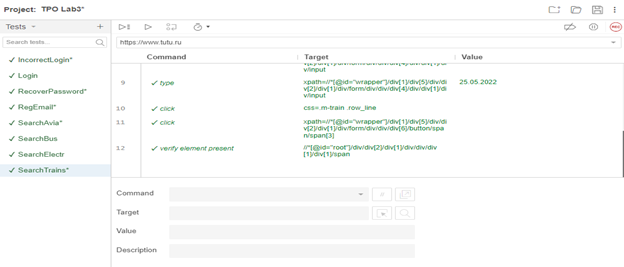 Project: TPO Lab3*
Tests
Search tests...
IncorrectLogin*
Login
RecoverPassword*
RegEmail*
SearchAvia*
SearchBus
SearchElectr
SearchTrains*
REC
https://www.tutu.ru
Command Target Value
v[2]/div[1]/div/form/div/div/div[4]/div/div[1]/di
v/input
9 type xpath=//*[@id="wrapper"]/div[1]/div[5]/div/di 25.05.2022
v[2]/div[1]/div/form/div/div/div[4]/div/div[1]/di
v/input
10 click css=.m-train .row_line
11 click xpath=//*[@id="wrapper"]/div[1]/div[5]/div/di
v[2]/div[1]/div/form/div/div/div[6]/button/spa
n/span[3]
12 verify element present //*[@id="root"]/div/div[2]/div[1]/div/div/div
[1]/div[1]/span
Command
Target
Value
Description